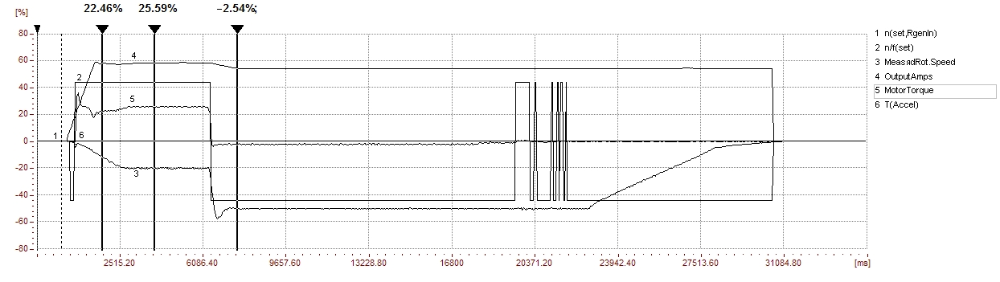 22.46% 25.59% −2.54%;
[%]
80
60
40
20
0
-20
-40
-60
-80
4
2
5
1
6
3
2515.20 6086.40 9657.60 13228.80 16800 20371.20 23942.40 27513.60 31084.80 [ms]
1 n(set,RgenIn)
2 n/f(set)
3 MeasяdRot.Speed
4 OutputAmps
5 MotorTorque
6 T(Accel)